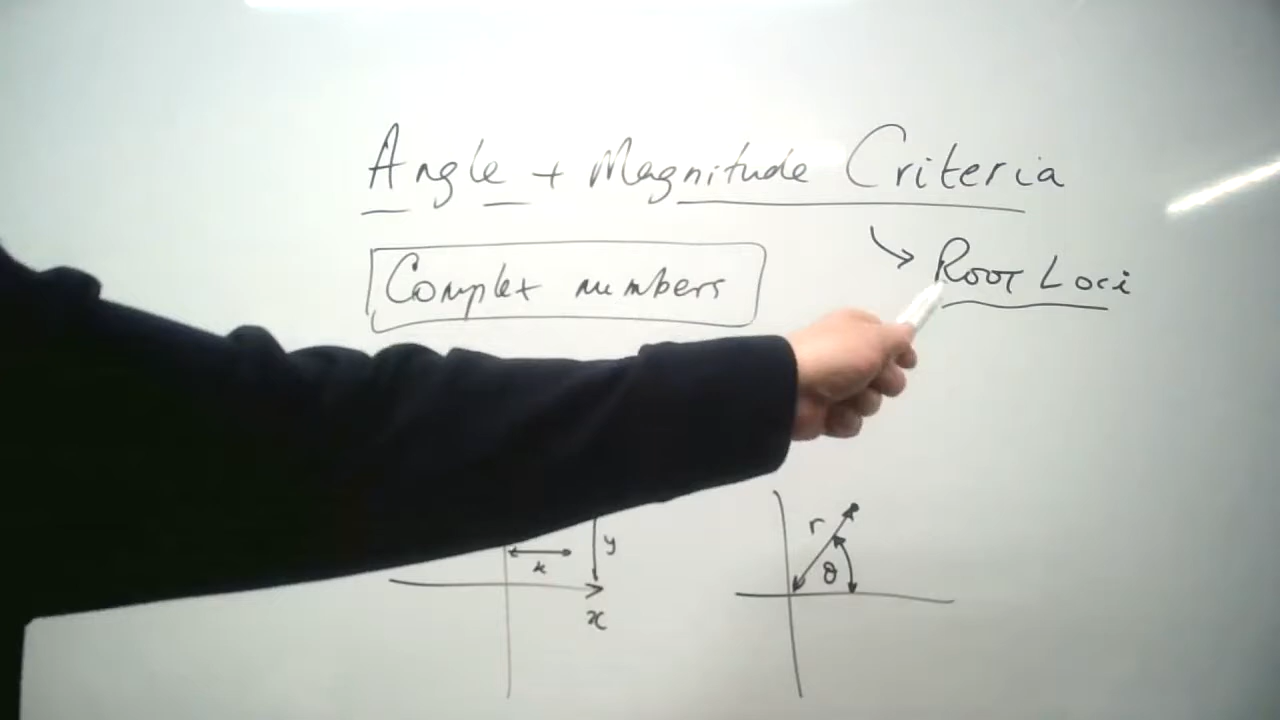 Angle + Magnitude Criteria
Complex numbers
Root Loci
x
y
x
r
θ